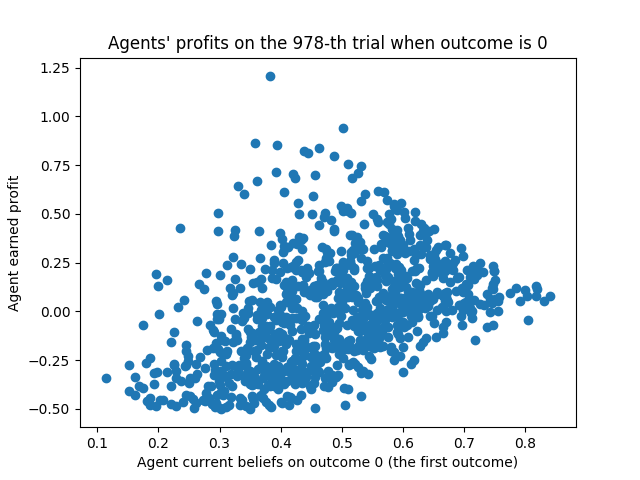 Agents' profits on the 978-th trial when outcome is 0
1.25
1.00
0.75
0.50
0.25
0.00
−0.25
−0.50
Agent earned profit
0.1 0.2 0.3 0.4 0.5 0.6 0.7 0.8
Agent current beliefs on outcome 0 (the first outcome)